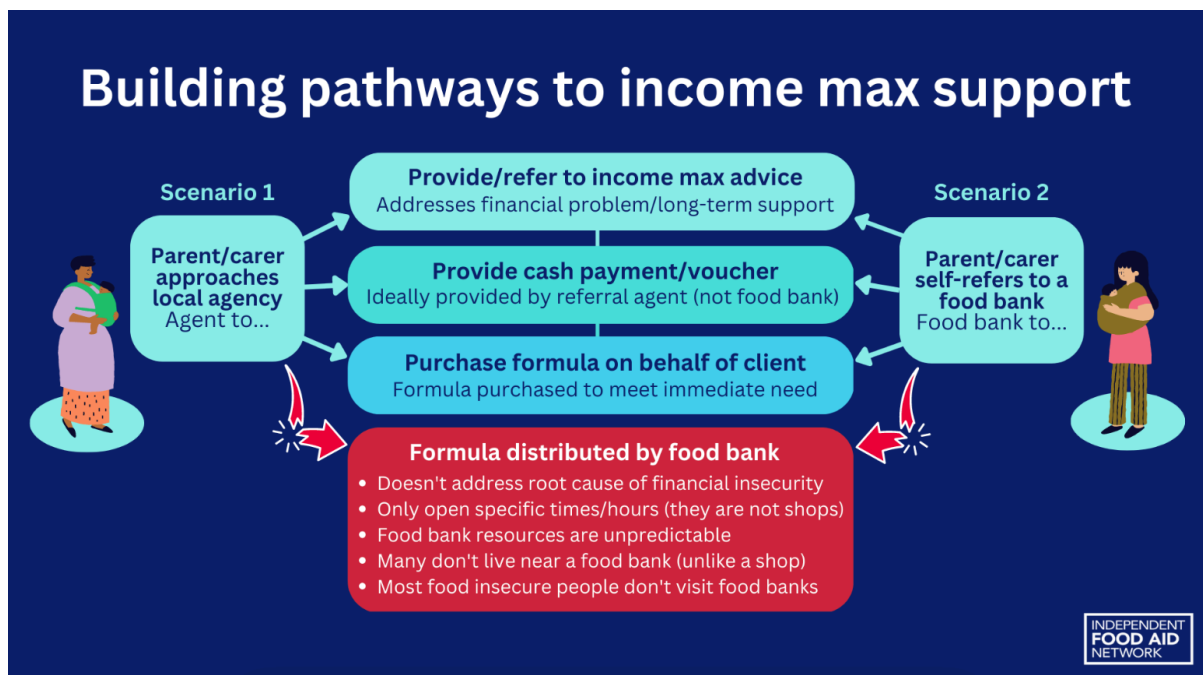 Building pathways to income max support
Scenario 1
Parent/carer
approaches
local agency
Agent to...
Provide/refer to income max advice
Addresses financial problem/long-term support
Provide cash payment/voucher
Ideally provided by referral agent (not food bank)
Purchase formula on behalf of client
Formula purchased to meet immediate need
Scenario 2
Parent/carer
self-refers to a
food bank
Food bank to...
Formula distributed by food bank
• Doesn't address root cause of financial insecurity
• Only open specific times/hours (they are not shops)
• Food bank resources are unpredictable
• Many don't live near a food bank (unlike a shop)
• Most food insecure people don't visit food banks
INDEPENDENT
FOOD AID
NETWORK